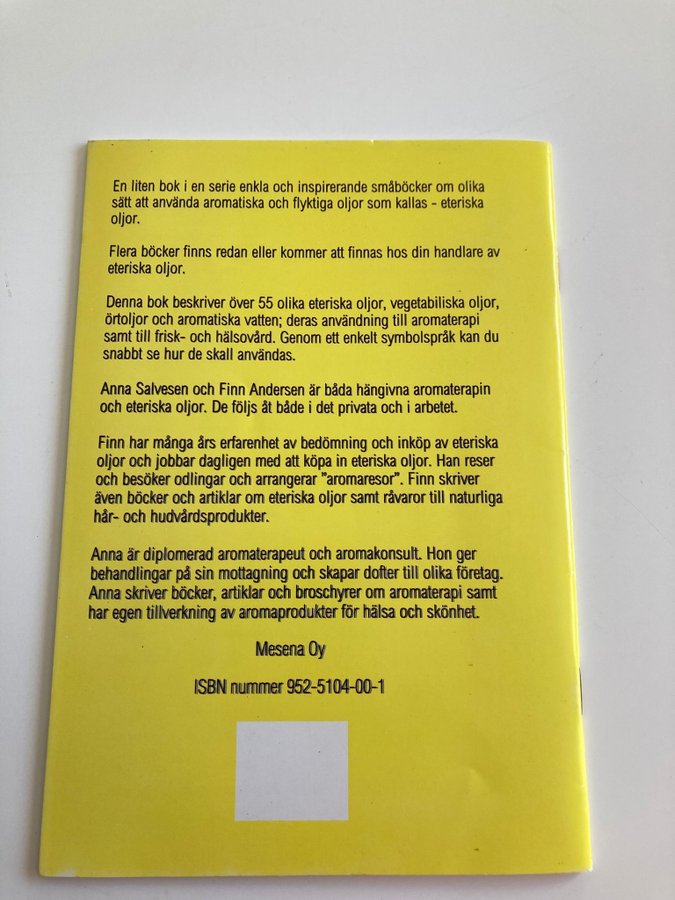 En liten bok i en serie enkla och inspirerande småböcker om olika
sätt att använda aromatiska och flyktiga oljor som kallas - eteriska
oljor.
Flera böcker finns redan eller kommer att finnas hos din handlare av
eteriska oljor.
Denna bok beskriver över 55 olika eteriska oljor, vegetabiliska oljor,
örtoljor och aromatiska vatten; deras användning till aromaterapi
samt till frisk- och hälsovård. Genom ett enkelt symbolspråk kan du
snabbt se hur de skall användas.
Anna Salvesen och Finn Andersen är båda hängivna aromaterapin
och eteriska oljor. De följs åt både i det privata och i arbetet.
Finn har många års erfarenhet av bedömning och inköp av eteriska
oljor och jobbar dagligen med att köpa in eteriska oljor. Han reser
och besöker odlingar och arrangerar "aromaresor". Finn skriver
även böcker och artiklar om eteriska oljor samt råvaror till naturliga
hår- och hudvårdsprodukter.
Anna är diplomerad aromaterapeut och aromakonsult. Hon ger
behandlingar på sin mottagning och skapar dofter till olika företag.
Anna skriver böcker, artiklar och broschyrer om aromaterapi samt
har egen tillverkning av aromaprodukter för hälsa och skönhet.
Mesena Oy
ISBN nummer 952-5104-00-1